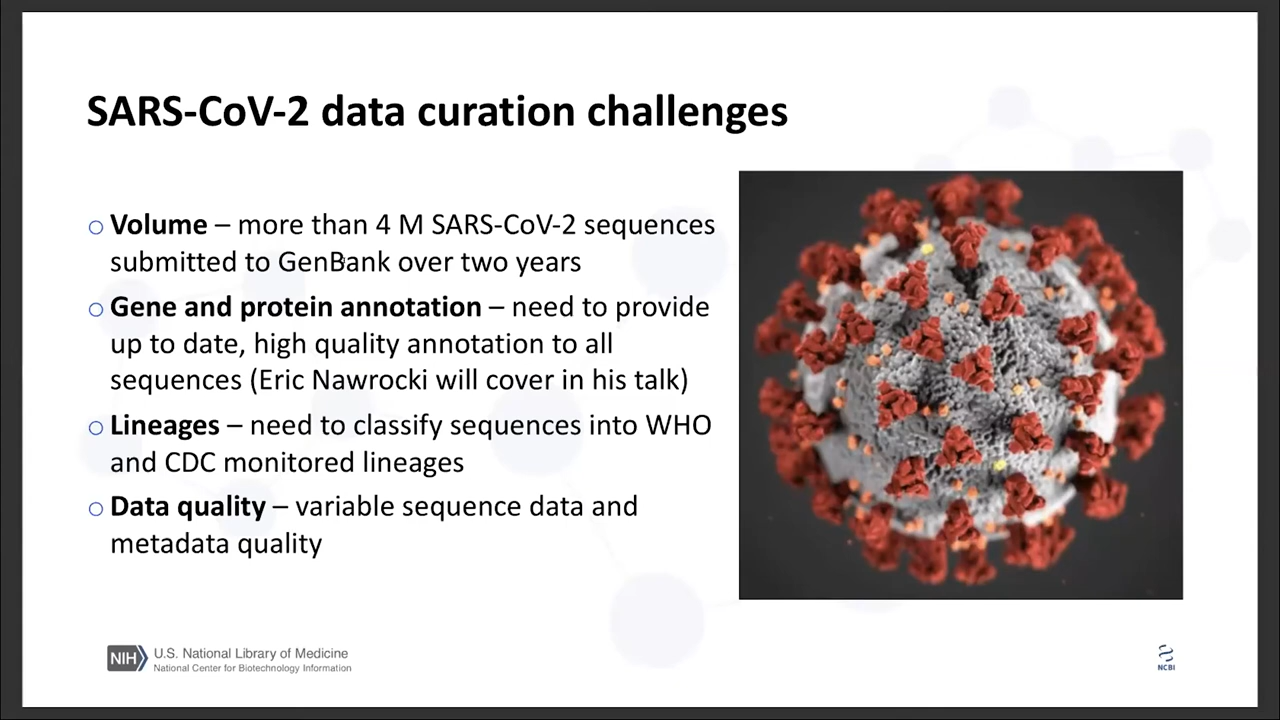 SARS-CoV-2 data curation challenges
○ Volume – more than 4 M SARS-CoV-2 sequences
submitted to GenBank over two years
○ Gene and protein annotation – need to provide
up to date, high quality annotation to all
sequences (Eric Nawrocki will cover in his talk)
○ Lineages – need to classify sequences into WHO
and CDC monitored lineages
○ Data quality – variable sequence data and
metadata quality
NIH U.S. National Library of Medicine
National Center for Biotechnology Information
NCBI